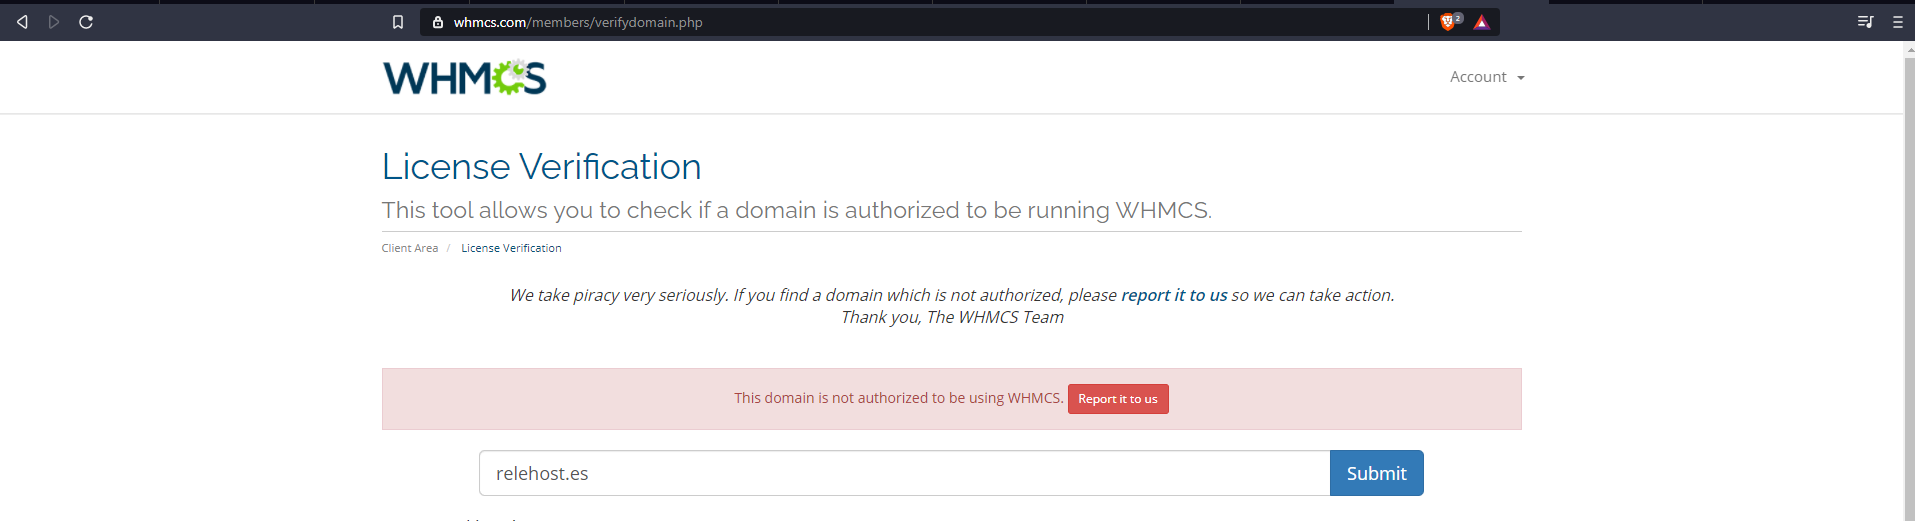 whmcs.com/members/verifydomain.php
2
WHMCS
Account
License Verification
This tool allows you to check if a domain is authorized to be running WHMCS.
Client Area / License Verification
We take piracy very seriously. If you find a domain which is not authorized, please report it to us so we can take action.
Thank you, The WHMCS Team
This domain is not authorized to be using WHMCS. Report it to us
relehost.es Submit